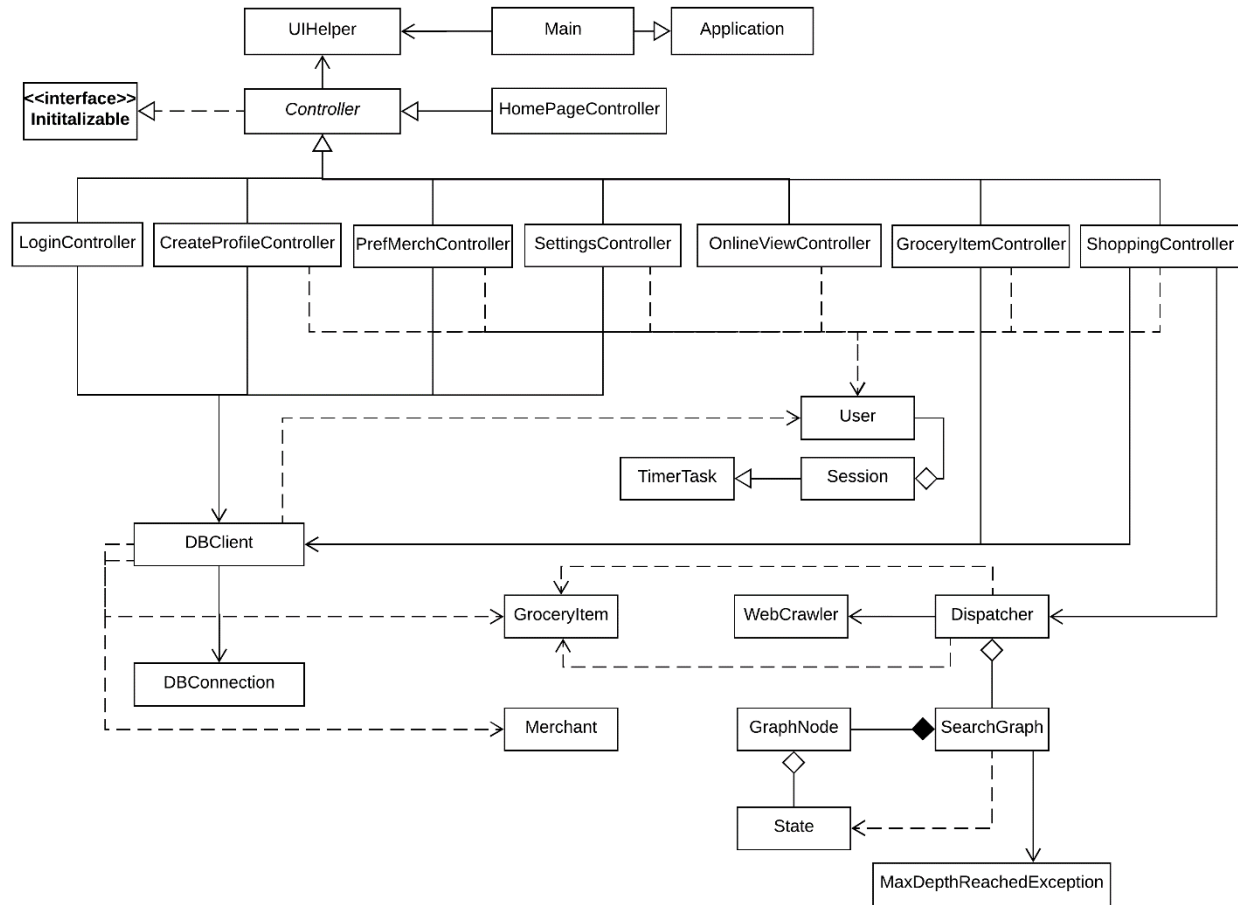 UIHelper
Main
Application
<<interface>>
Inititalizable
Controller
HomePageController
LoginController
CreateProfileController
PrefMerchController
SettingsController
OnlineViewController
GroceryItemController
ShoppingController
User
TimerTask
Session
DBClient
GroceryItem
WebCrawler
Dispatcher
DBConnection
Merchant
GraphNode
SearchGraph
State
MaxDepthReachedException